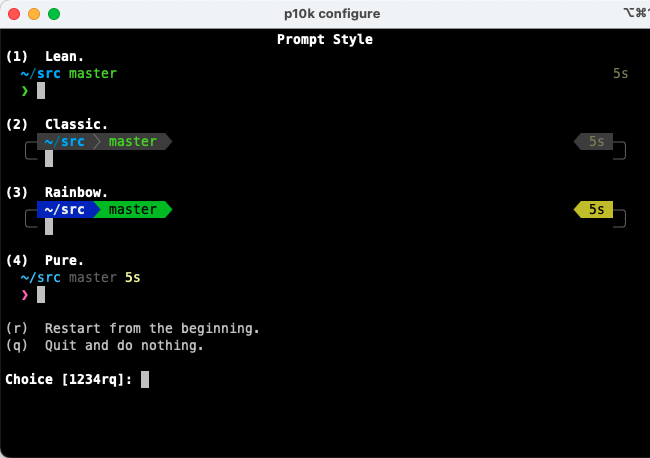 p10k configure ⌥⌘1
Prompt Style
(1) Lean.
~/src master 5s
❯
(2) Classic.
~/src master 5s
(3) Rainbow.
~/src master 5s
(4) Pure.
~/src master 5s
❯
(r) Restart from the beginning.
(q) Quit and do nothing.
Choice [1234rq]: